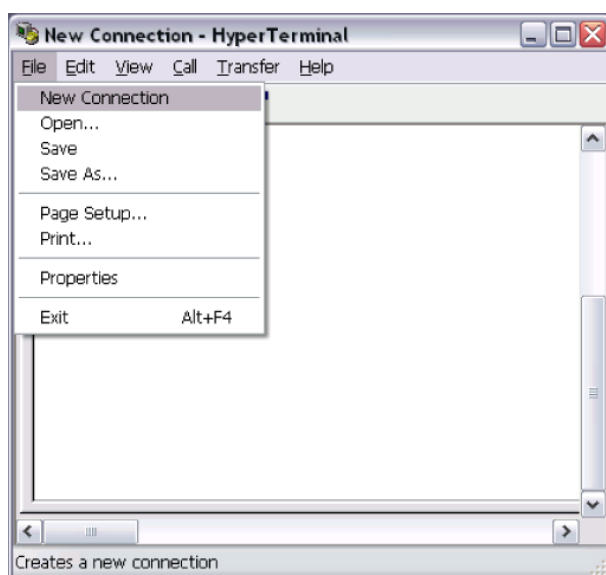 New Connection - HyperTerminal
File Edit View Call Transfer Help
New Connection
Open...
Save
Save As...
Page Setup...
Print...
Properties
Exit Alt+F4
Creates a new connection